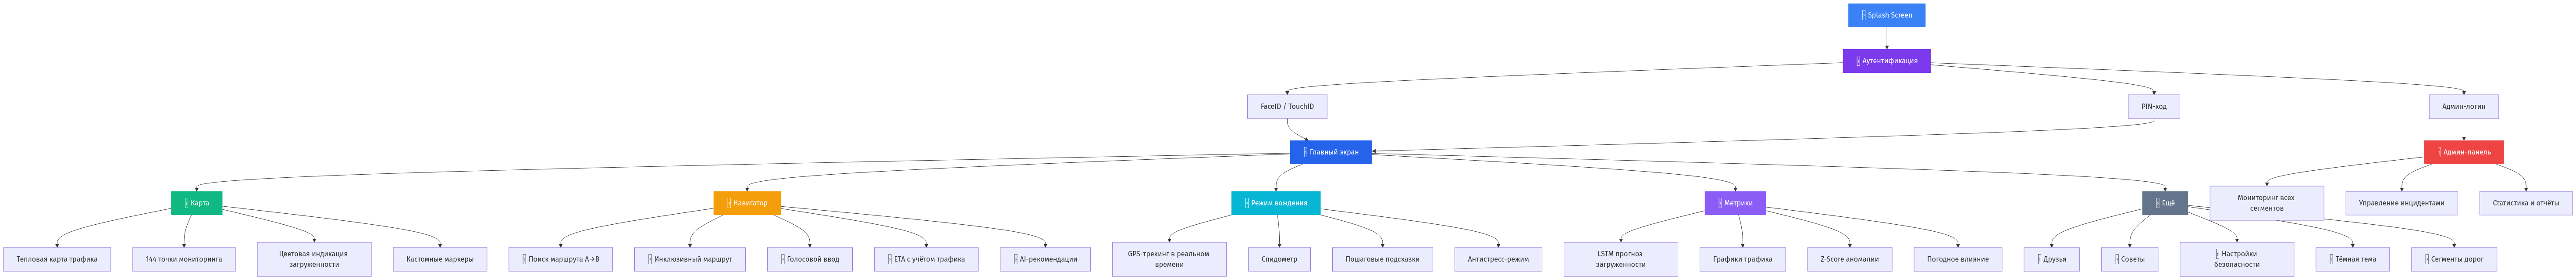 Splash Screen
Аутентификация
FaceID / TouchID
PIN-код
Админ-логин
Главный экран
Админ-панель
Карта
Навигатор
Режим вождения
Метрики
Ещё
Мониторинг всех
сегментов
Управление инцидентами
Статистика и отчёты
Тепловая карта трафика
144 точки мониторинга
Цветовая индикация
загруженности
Кастомные маркеры
Поиск маршрута A→B
Инклюзивный маршрут
Голосовой ввод
ETA с учётом трафика
AI-рекомендации
GPS-трекинг в реальном
времени
Спидометр
Пошаговые подсказки
Антистресс-режим
LSTM прогноз
загруженности
Графики трафика
Z-Score аномалии
Погодное влияние
Друзья
Советы
Настройки
безопасности
Тёмная тема
Сегменты дорог